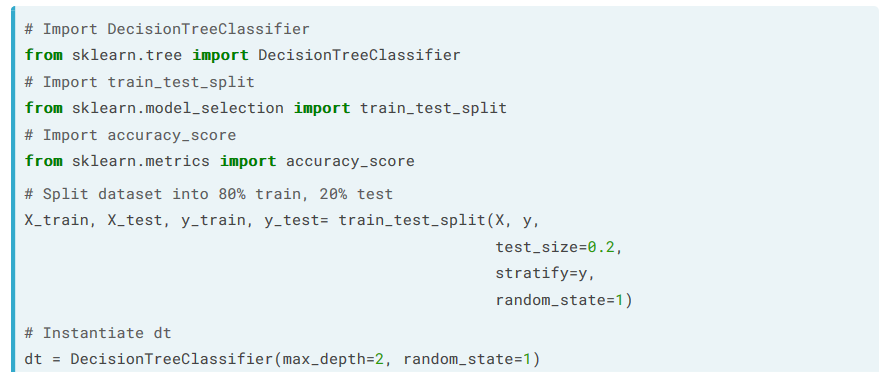 # Import DecisionTreeClassifier
from sklearn.tree import DecisionTreeClassifier
# Import train_test_split
from sklearn.model_selection import train_test_split
# Import accuracy_score
from sklearn.metrics import accuracy_score
# Split dataset into 80% train, 20% test
X_train, X_test, y_train, y_test= train_test_split(X, y,
test_size=0.2,
stratify=y,
random_state=1)
# Instantiate dt
dt = DecisionTreeClassifier(max_depth=2, random_state=1)